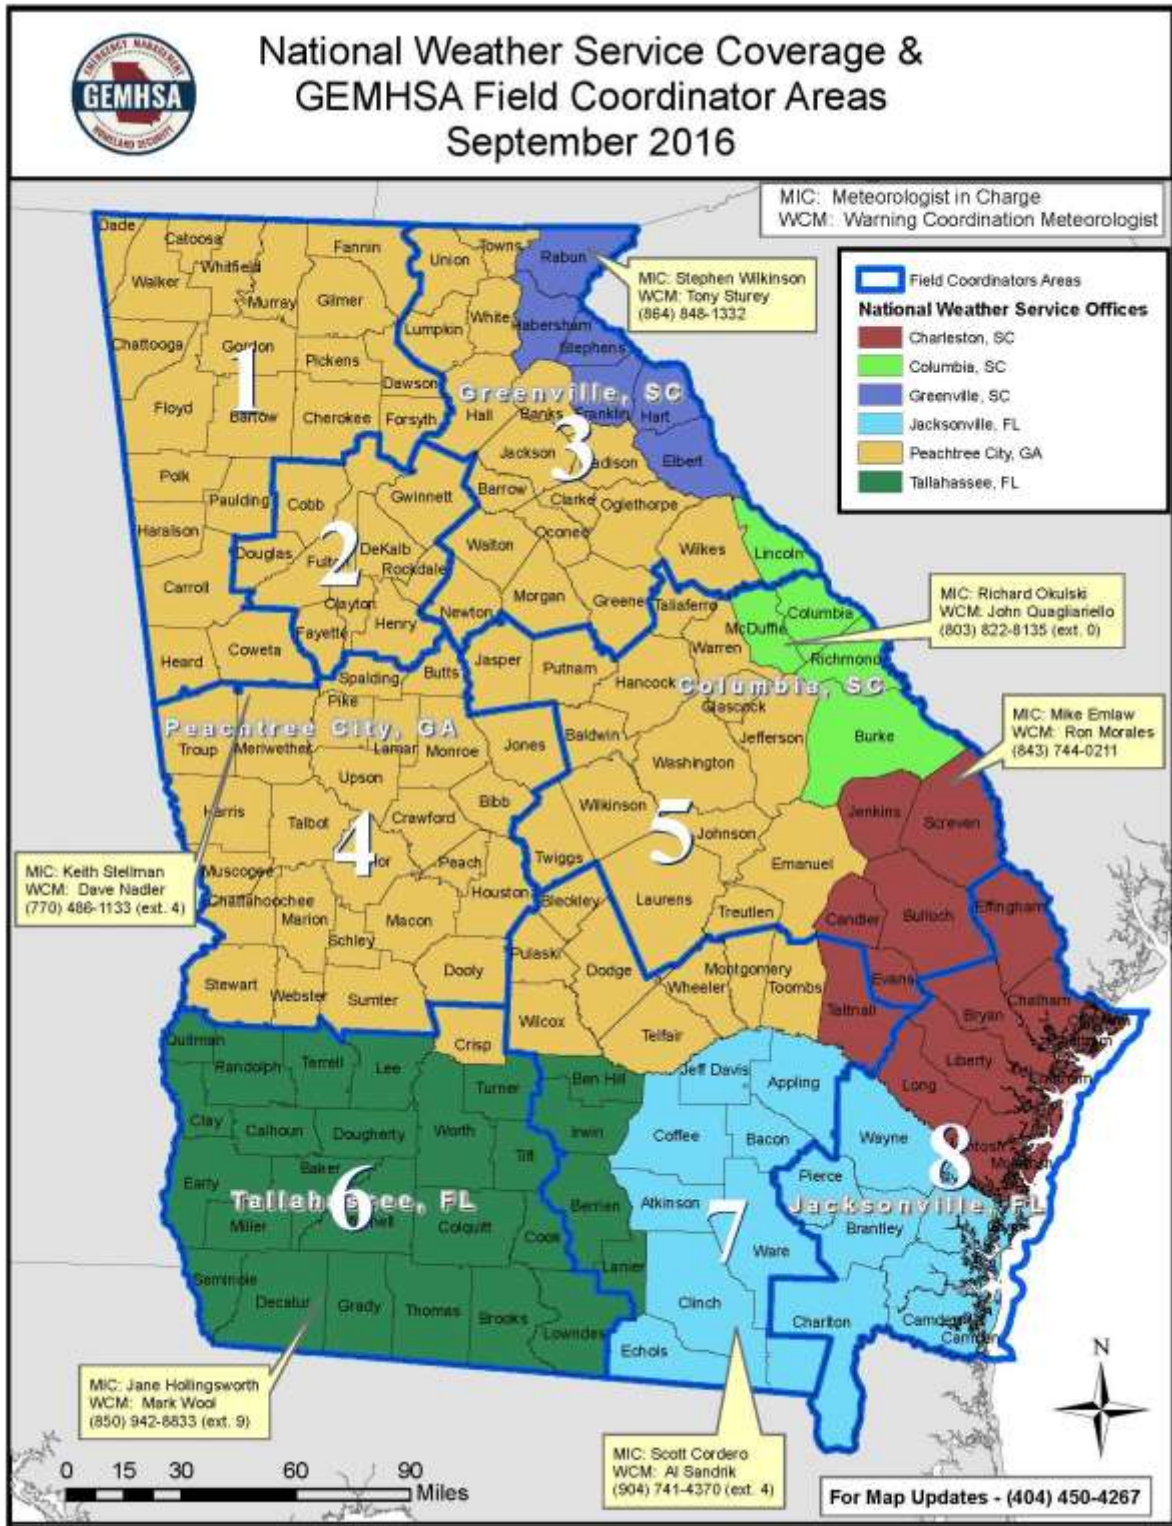 EMERGENCY MANAGEMENT
GEMHSA
HOMELAND SECURITY
National Weather Service Coverage &
GEMHSA Field Coordinator Areas
September 2016
MIC: Meteorologist in Charge
WCM: Warning Coordination Meteorologist
Field Coordinators Areas
National Weather Service Offices
Charleston, SC
Columbia, SC
Greenville, SC
Jacksonville, FL
Peachtree City, GA
Tallahassee, FL
MIC: Stephen Wilkinson
WCM: Tony Sturey
(864) 848-1332
MIC: Richard Okulski
WCM: John Quagliariello
(803) 822-8135 (ext. 0)
MIC: Mike Emlaw
WCM: Ron Morales
(843) 744-0211
MIC: Keith Stellman
WCM: Dave Nadler
(770) 486-1133 (ext. 4)
MIC: Jane Hollingsworth
WCM: Mark Wool
(850) 942-8833 (ext. 9)
MIC: Scott Cordero
WCM: Al Sandrik
(904) 741-4370 (ext. 4)
Dade
Catoosa
Whitfield
Walker
Murray
Fannin
Gilmer
Chattooga
Gordon
Pickens
Dawson
1
Floyd
Bartow
Cherokee
Forsyth
Polk
Paulding
Haralson
Carroll
Heard
Coweta
Cobb
Gwinnett
2
Douglas
DeKalb
Rockdale
Clayton
Henry
Fayette
Union
Towns
Rabun
Lumpkin
White
Habersham
Stephens
Greenville, SC
Hall
Banks
Franklin
Hart
3
Jackson
Elbert
Barrow
Clarke
Oglethorpe
Oconee
Walton
Wilkes
Lincoln
Morgan
Greene
Newton
Taliaferro
McDuffie
Columbia
Warren
Richmond
Jasper
Putnam
Hancock
Columbia, SC
Glascock
Baldwin
Jefferson
Burke
Washington
Wilkinson
5
Johnson
Jenkins
Screven
Twiggs
Emanuel
Laurens
Treutlen
Candler
Bulloch
Effingham
Spalding
Butts
Pike
Peachtree City, GA
Troup
Meriwether
Lamar
Monroe
Jones
Upson
Harris
Talbot
Crawford
Bibb
4
Peach
Muscogee
Houston
Chattahoochee
Marion
Macon
Schley
Dooly
Stewart
Webster
Sumter
Crisp
Bleckley
Pulaski
Dodge
Wheeler
Montgomery
Toombs
Wilcox
Telfair
Tattnall
Evans
Bryan
Chatham
Liberty
Long
Quitman
Randolph
Terrell
Lee
Turner
Clay
Calhoun
Dougherty
Worth
Tift
Early
Baker
Tallahassee, FL
6
Miller
Colquitt
Cook
Seminole
Decatur
Grady
Thomas
Brooks
Lowndes
Ben Hill
Irwin
Berrien
Lanier
Jeff Davis
Appling
Coffee
Bacon
Atkinson
7
Ware
Clinch
Echols
Wayne
8
Pierce
Jacksonville, FL
Brantley
Charlton
Camden
Camden
N
0 15 30 60 90
Miles
For Map Updates - (404) 450-4267